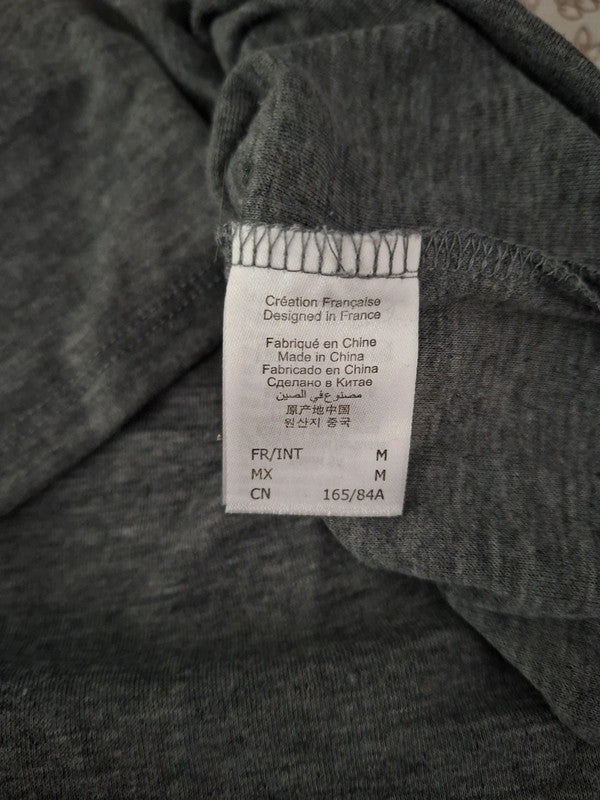 Création Française
Designed in France
Fabriqué en Chine
Made in China
Fabricado en China
Сделано в Китае
مصنوع في الصين
原产地中国
원산지 중국
FR/INT M
MX M
CN 165/84A